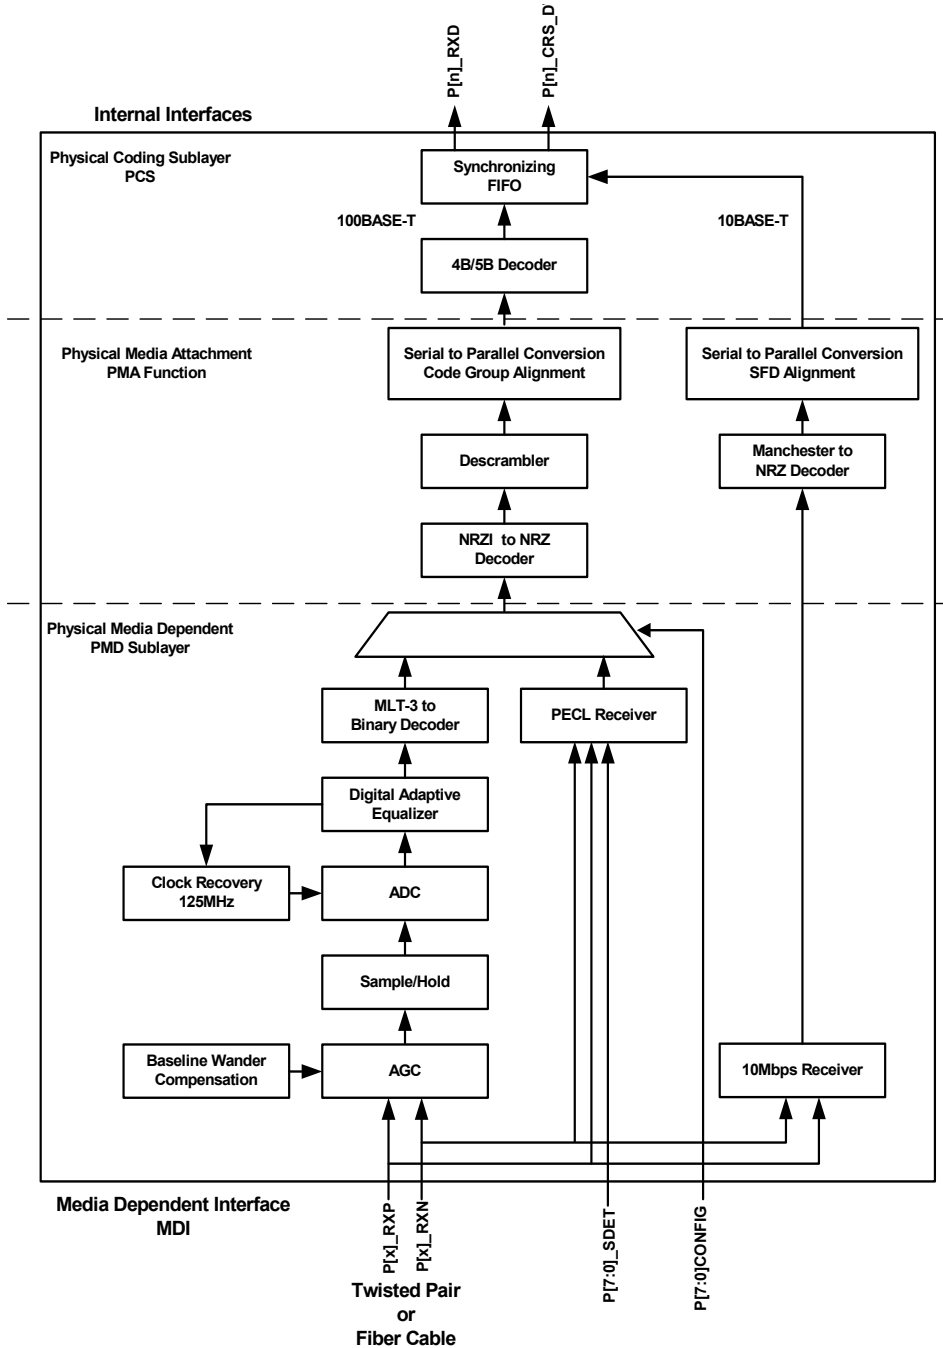 P[n]_RXD
P[n]_CRS_D
Internal Interfaces
Physical Coding Sublayer
PCS
Synchronizing
FIFO
100BASE-T
10BASE-T
4B/5B Decoder
Physical Media Attachment
PMA Function
Serial to Parallel Conversion
Code Group Alignment
Serial to Parallel Conversion
SFD Alignment
Descrambler
Manchester to
NRZ Decoder
NRZI to NRZ
Decoder
Physical Media Dependent
PMD Sublayer
MLT-3 to
Binary Decoder
PECL Receiver
Digital Adaptive
Equalizer
Clock Recovery
125MHz
ADC
Sample/Hold
Baseline Wander
Compensation
AGC
10Mbps Receiver
Media Dependent Interface
MDI
P[x]_RXP
P[x]_RXN
P[7:0]_SDET
P[7:0]CONFIG
Twisted Pair
or
Fiber Cable